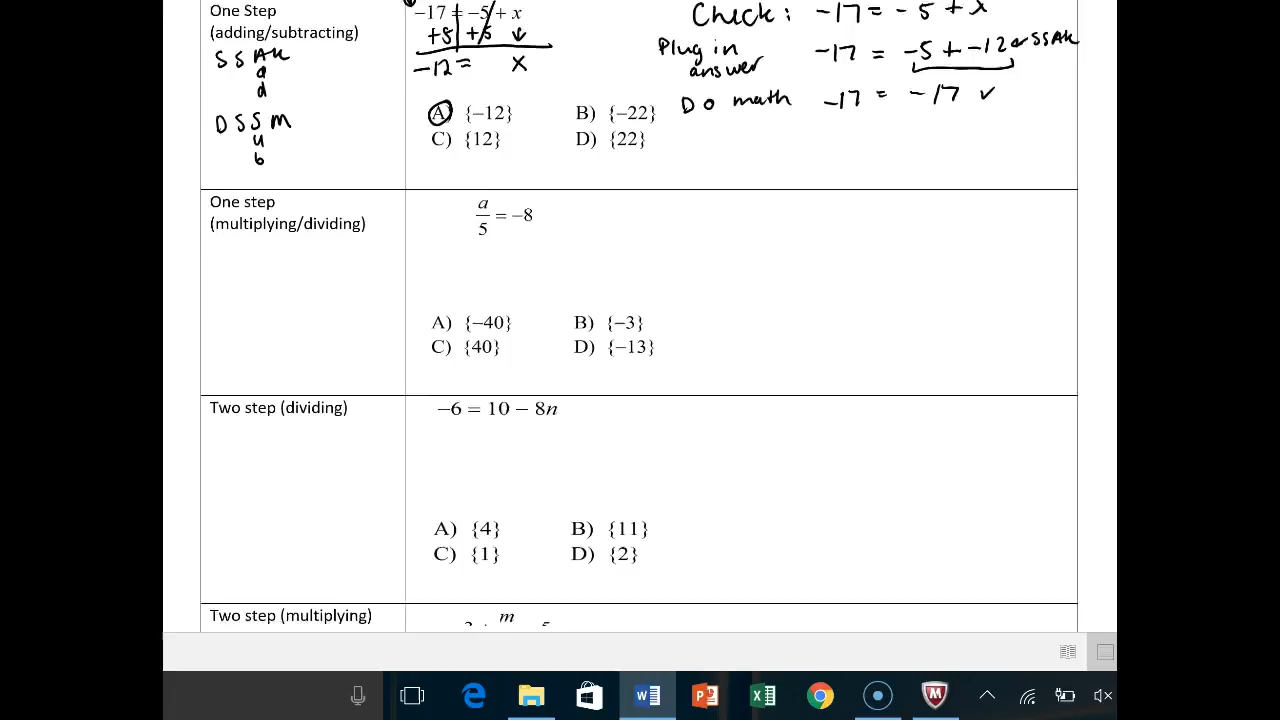 One Step
(adding/subtracting)
S S A K
d
d
D S S M
u
b
−17 = −5 + x
+5 +5
−12 = x
A) {−12} B) {−22}
C) {12} D) {22}
Check: -17 = - 5 + x
Plug in answer -17 = -5 + -12 SSAK
Do math -17 = -17 ✓
One step
(multiplying/dividing)
a/5 = −8
A) {−40} B) {−3}
C) {40} D) {−13}
Two step (dividing)
−6 = 10 − 8n
A) {4} B) {11}
C) {1} D) {2}
Two step (multiplying)
m